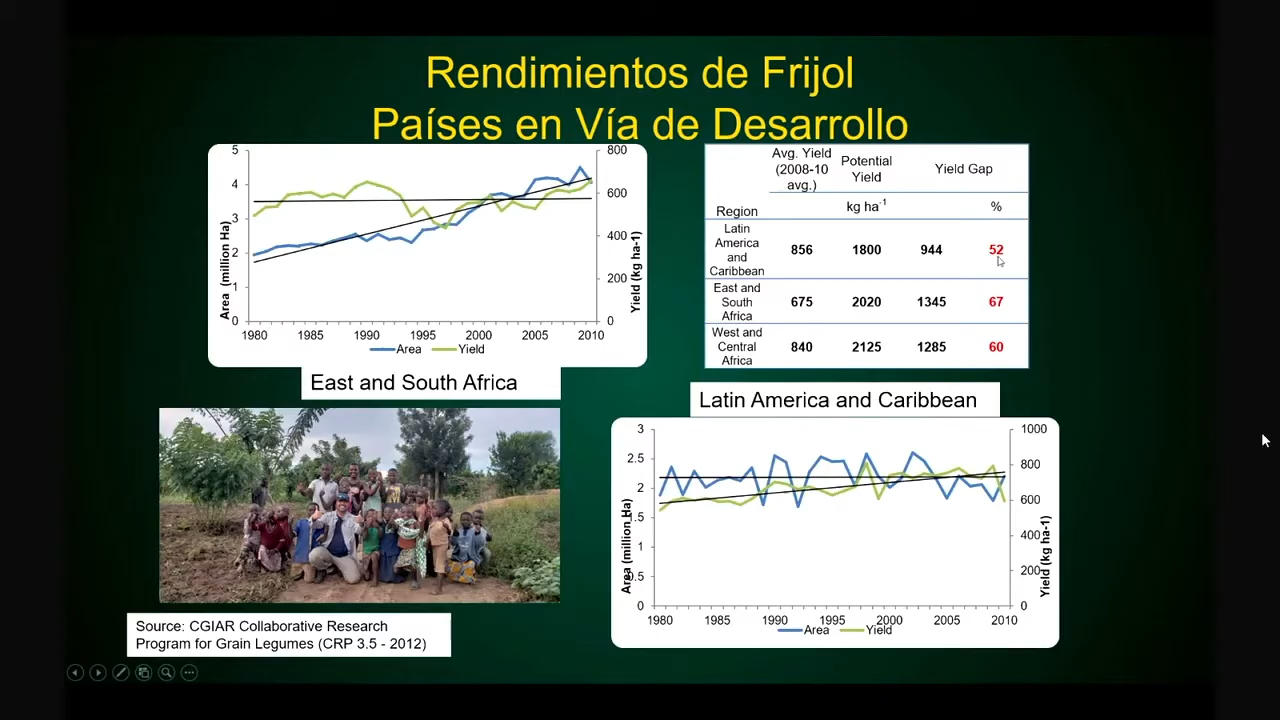 Rendimientos de Frijol
Países en Vía de Desarrollo
5
4
3
2
1
0
Area (million Ha)
800
600
400
200
0
Yield (kg ha-1)
1980 1985 1990 1995 2000 2005 2010
Area Yield
East and South Africa
Region
Avg. Yield
(2008-10
avg.)
Potential
Yield
Yield Gap
kg ha-1
%
Latin
America
and
Caribbean
856 1800 944 52
East and
South
Africa
675 2020 1345 67
West and
Central
Africa
840 2125 1285 60
Latin America and Caribbean
3
2.5
2
1.5
1
0.5
0
Area (million Ha)
1000
800
600
400
200
0
Yield (kg ha-1)
1980 1985 1990 1995 2000 2005 2010
Area Yield
Source: CGIAR Collaborative Research
Program for Grain Legumes (CRP 3.5 - 2012)